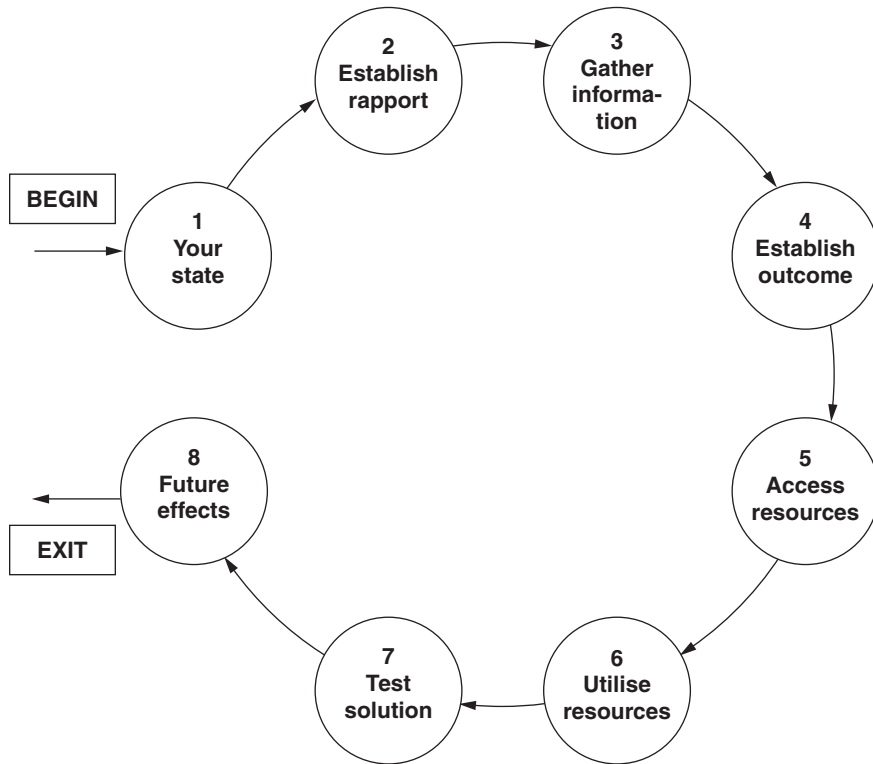 BEGIN
1
Your
state
2
Establish
rapport
3
Gather
informa-
tion
4
Establish
outcome
5
Access
resources
6
Utilise
resources
7
Test
solution
8
Future
effects
EXIT